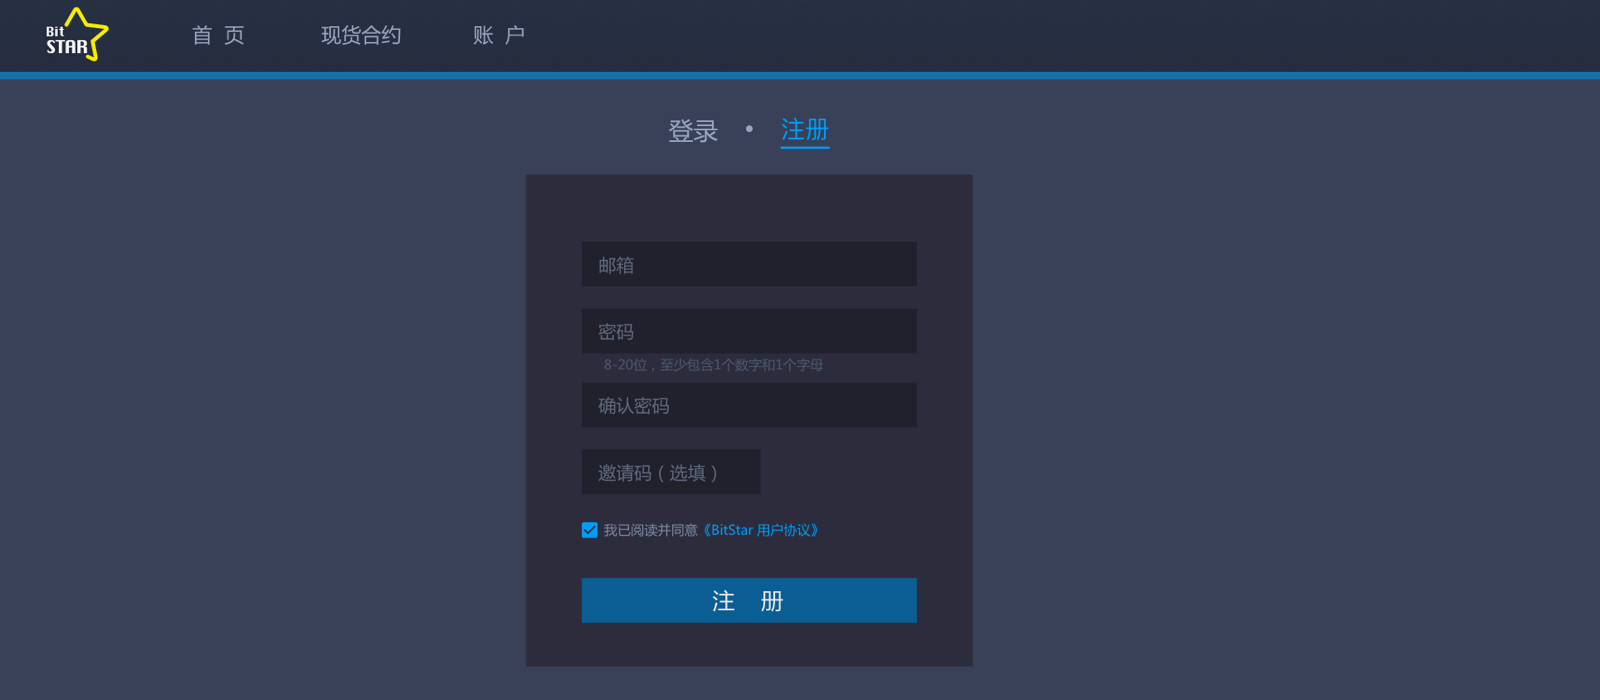 Bit
STAR
首 页 现货合约 账 户
登录 · 注册
邮箱
密码
8-20位，至少包含1个数字和1个字母
确认密码
邀请码（选填）
我已阅读并同意《BitStar 用户协议》
注 册